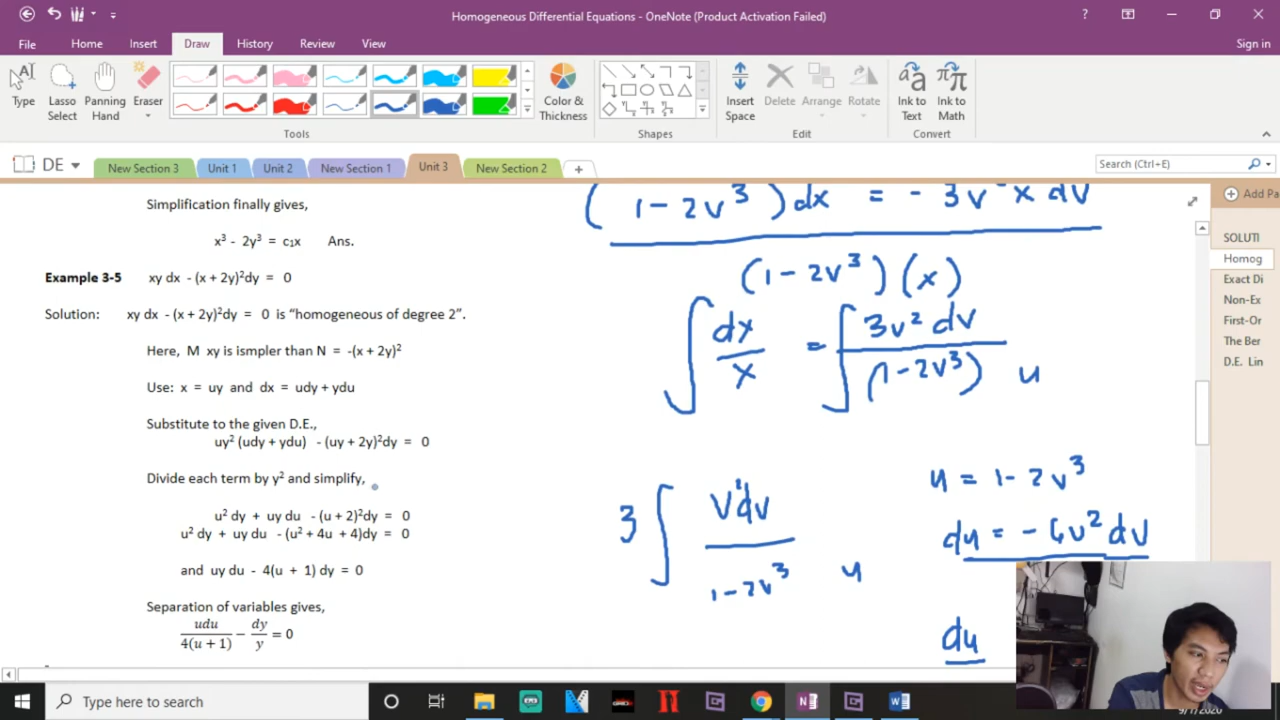 Homogeneous Differential Equations - OneNote (Product Activation Failed)
?
File Home Insert Draw History Review View
Sign in
Type Lasso Select Panning Hand Eraser
Color & Thickness
Insert Space Delete Arrange Rotate
Ink to Text Ink to Math
Tools Shapes Edit Convert
DE New Section 3 Unit 1 Unit 2 New Section 1 Unit 3 New Section 2
Search (Ctrl+E)
Add Pa
SOLUTI
Homog
Exact Di
Non-Ex
First-Or
The Ber
D.E. Lin
Simplification finally gives,
x³ - 2y³ = c₁x Ans.
Example 3-5 xy dx - (x + 2y)²dy = 0
Solution: xy dx - (x + 2y)²dy = 0 is “homogeneous of degree 2”.
Here, M xy is ismpler than N = -(x + 2y)²
Use: x = uy and dx = udy + ydu
Substitute to the given D.E.,
uy² (udy + ydu) - (uy + 2y)²dy = 0
Divide each term by y² and simplify,
u² dy + uy du - (u + 2)²dy = 0
u² dy + uy du - (u² + 4u + 4)dy = 0
and uy du - 4(u + 1) dy = 0
Separation of variables gives,
udu/4(u + 1) − dy/y = 0
(1-2v³)dx = -3v²x dv
(1-2v³)(x)
∫ dx/x = ∫ 3v² dv/(1-2v³) u
3 ∫ v²dv/1-2v³ u
u = 1-2v³
du = -6v² dv
du
Type here to search
9/1/2020